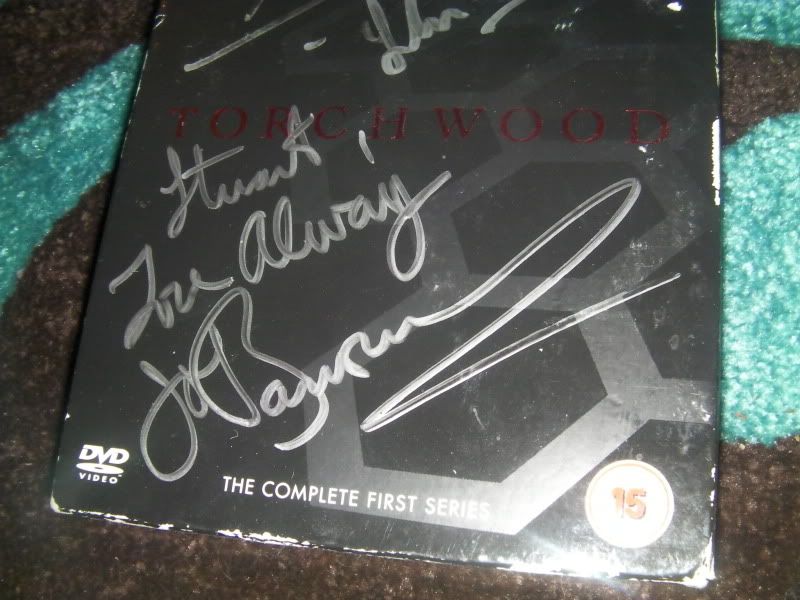 TORCHWOOD
Stuart
Love Always
DVD
VIDEO
THE COMPLETE FIRST SERIES
15